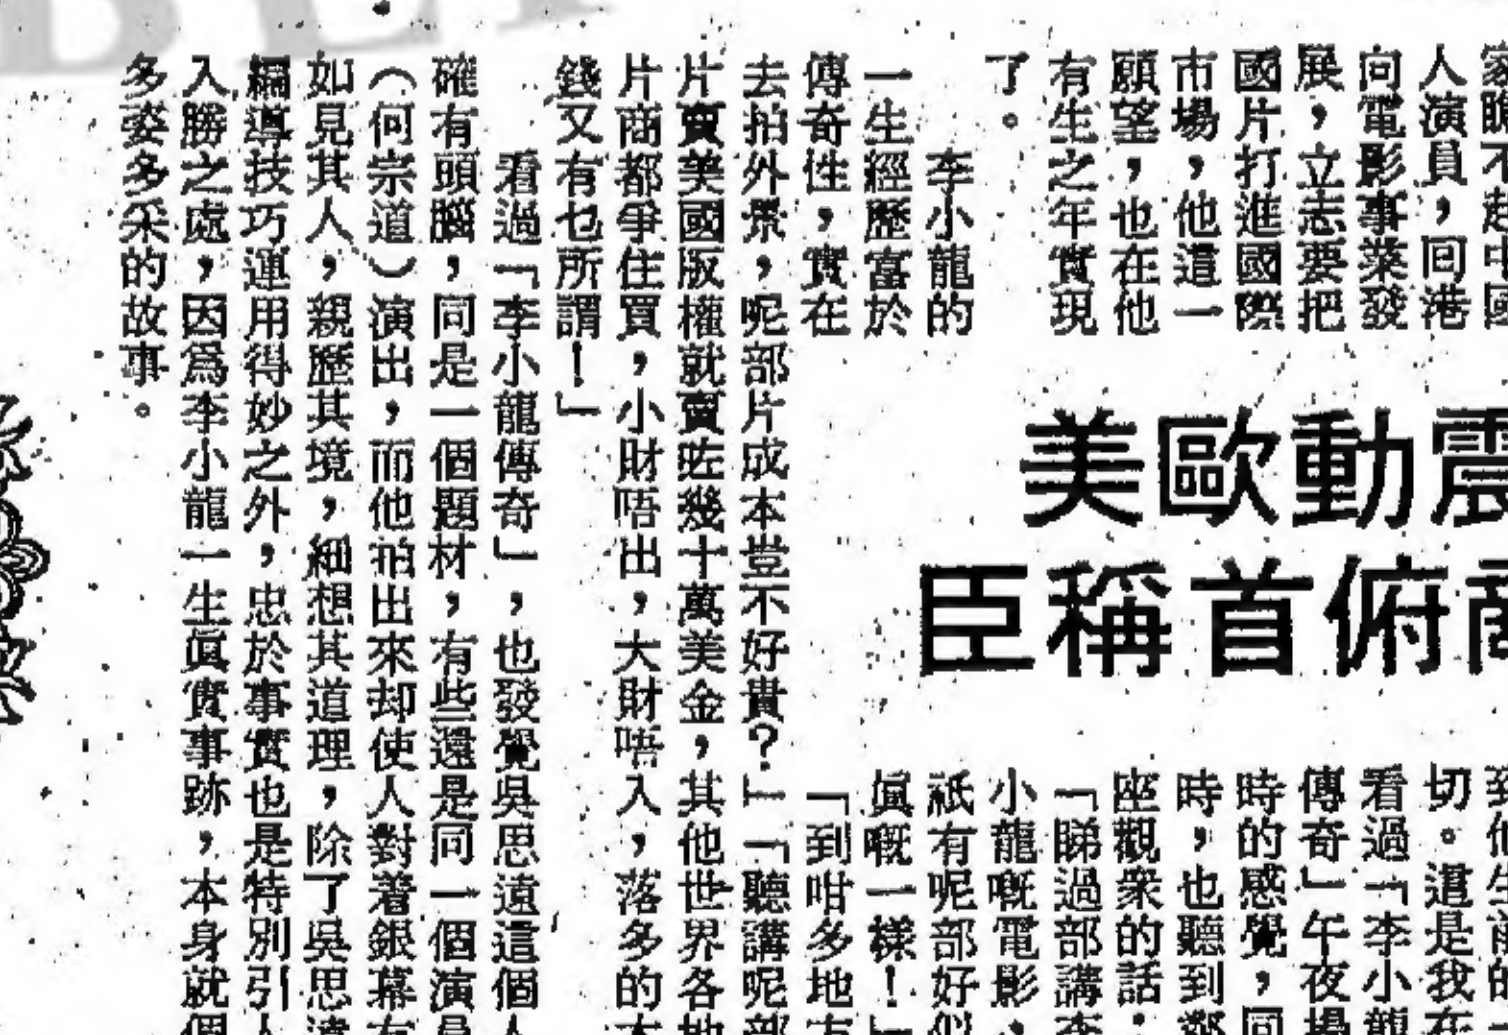 人演員，回港
向電影事業發
展，立志要把
國片打進國際
市場，他這一
願望，也在他
有生之年實現
了。
李小龍的
一生經歷富於
傳奇性，實在
震動歐美
俯首稱臣
切。還是我在
看過「李小龍
傳奇」午夜場
時的感覺，同
時，也聽到鄰
座觀衆的話：
「睇過部講李
小龍嘅電影，
祇有呢部好似
眞嘅一樣！」
「到咁多地方
去拍外景，呢部片成本豈不好貴？」「聽講呢部
片賣美國版權就賣咗幾十萬美金，其他世界各地
片商都爭住買，小財唔出，大財唔入，落多的本
錢又有乜所謂！」
看過「李小龍傳奇」，也發覺吳思遠這個人
確有頭腦，同是一個題材，有些還是同一個演員
（何宗道）演出，而他拍出來却使人對着銀幕有
如見其人，親歷其境，細想其道理，除了吳思遠
編導技巧運用得妙之外，忠於事實也是特別引人
入勝之處，因爲李小龍一生眞實事跡，本身就個
多姿多采的故事。